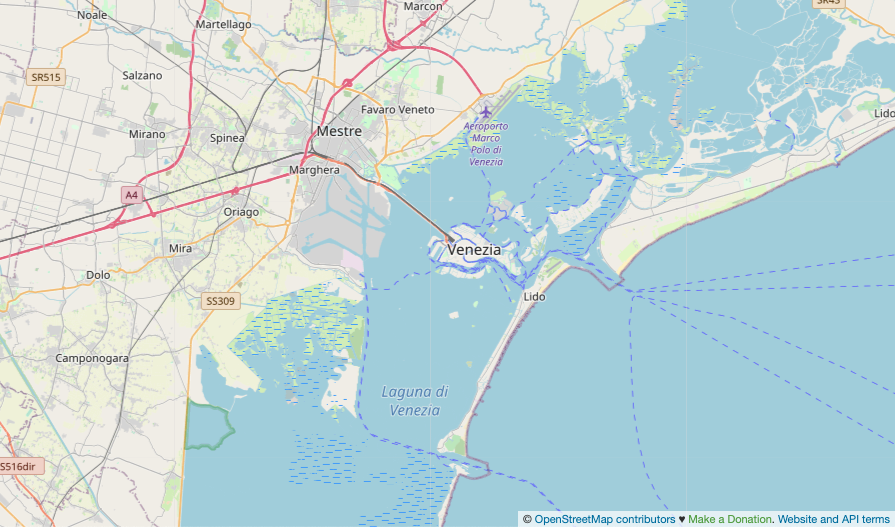 Noale
Martellago
Marcon
SR43
SR515
Salzano
Favaro Veneto
Lido
Mirano
Spinea
Mestre
Aeroporto
Marco
Polo di
Venezia
Marghera
A4
Oriago
Mira
Venezia
Dolo
SS309
Lido
Camponogara
Laguna di
Venezia
S516dir
© OpenStreetMap contributors ♥ Make a Donation. Website and API terms